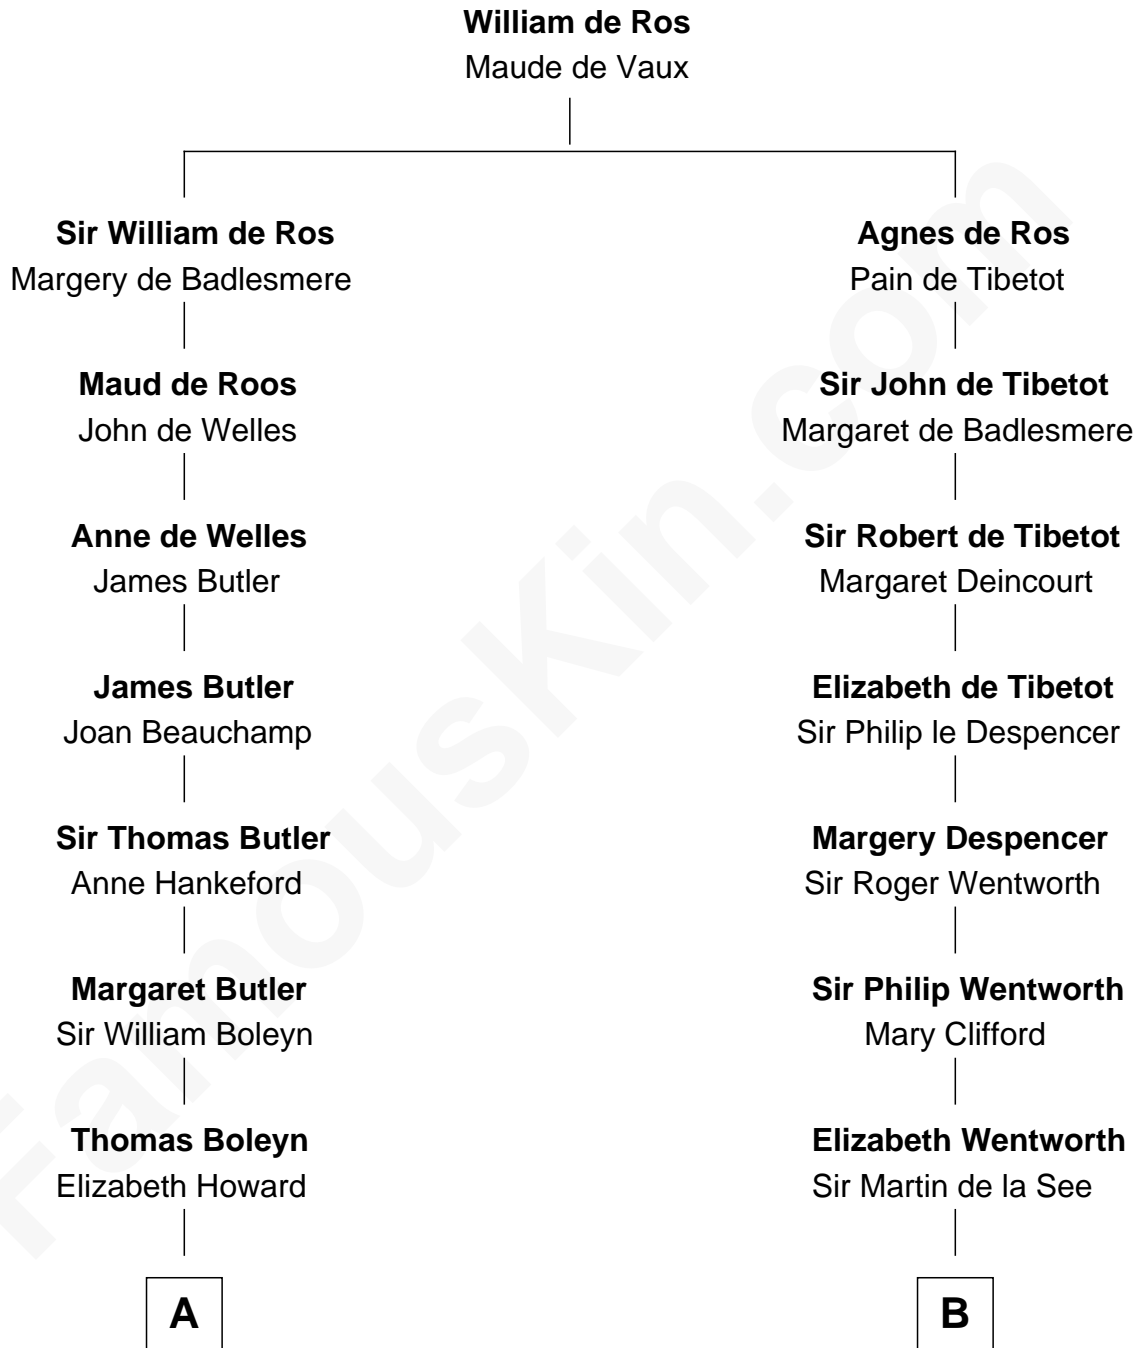 William de Ros
Maude de Vaux
Sir William de Ros
Margery de Badlesmere
Maud de Roos
John de Welles
Anne de Welles
James Butler
James Butler
Joan Beauchamp
Sir Thomas Butler
Anne Hankeford
Margaret Butler
Sir William Boleyn
Thomas Boleyn
Elizabeth Howard
A
Agnes de Ros
Pain de Tibetot
Sir John de Tibetot
Margaret de Badlesmere
Sir Robert de Tibetot
Margaret Deincourt
Elizabeth de Tibetot
Sir Philip le Despencer
Margery Despencer
Sir Roger Wentworth
Sir Philip Wentworth
Mary Clifford
Elizabeth Wentworth
Sir Martin de la See
B
FamousKin.com